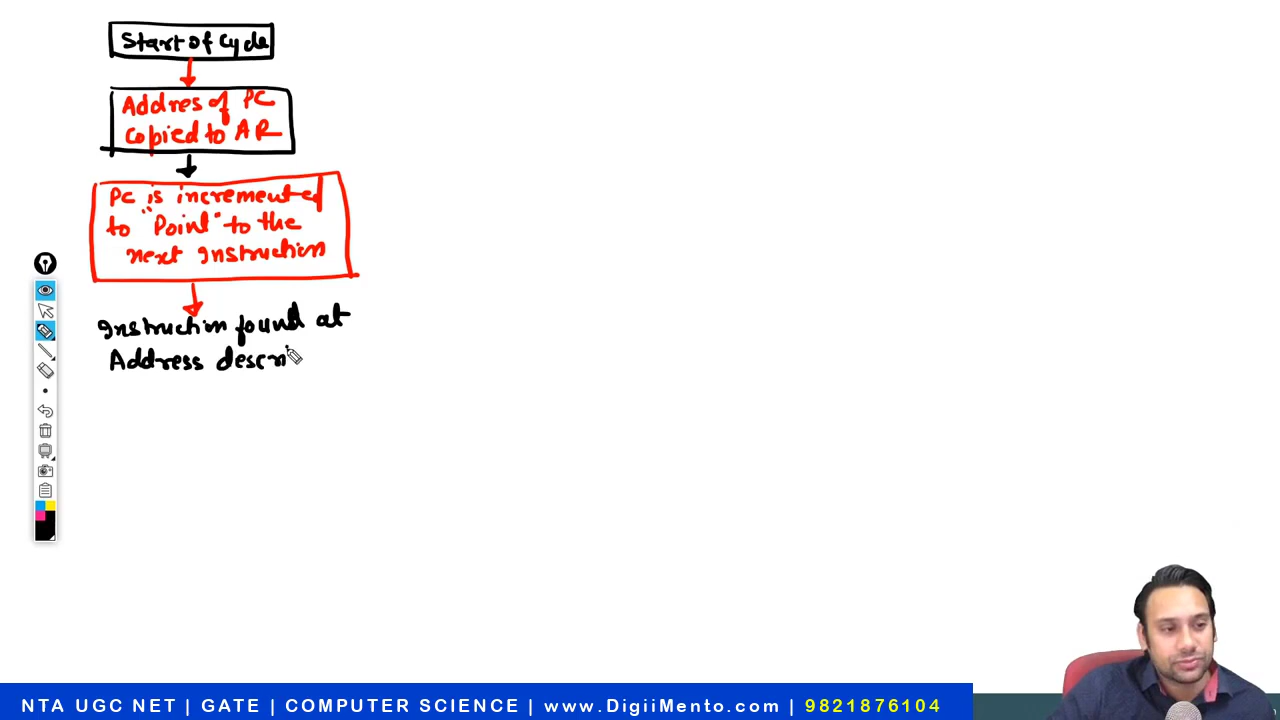 Start of Cycle
Addres of PC
Copied to AR
PC is incremented
to "Point" to the
next Instruction
Instruction found at
Address descri
NTA UGC NET | GATE | COMPUTER SCIENCE | www.DigiiMento.com | 9821876104